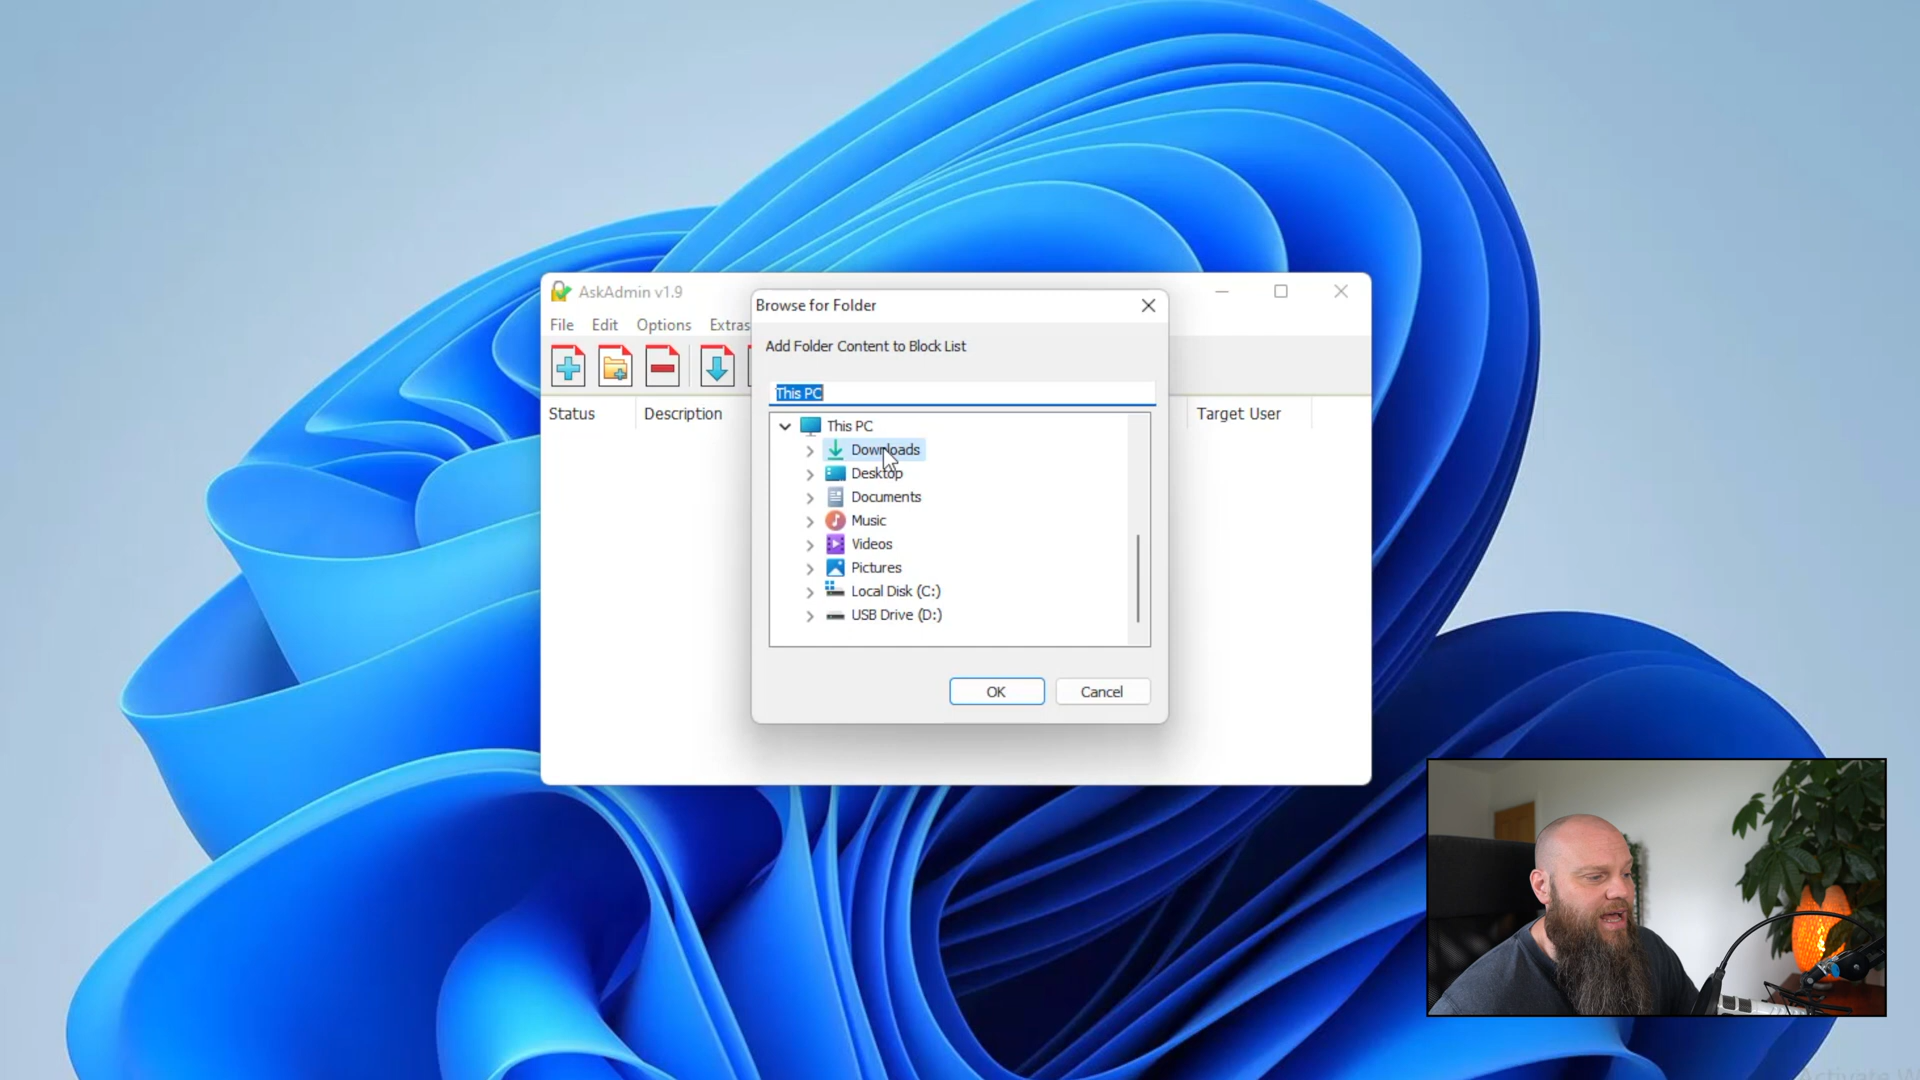 AskAdmin v1.9
File Edit Options Extras
Status Description Target User
Browse for Folder
Add Folder Content to Block List
This PC
This PC
Downloads
Desktop
Documents
Music
Videos
Pictures
Local Disk (C:)
USB Drive (D:)
OK Cancel